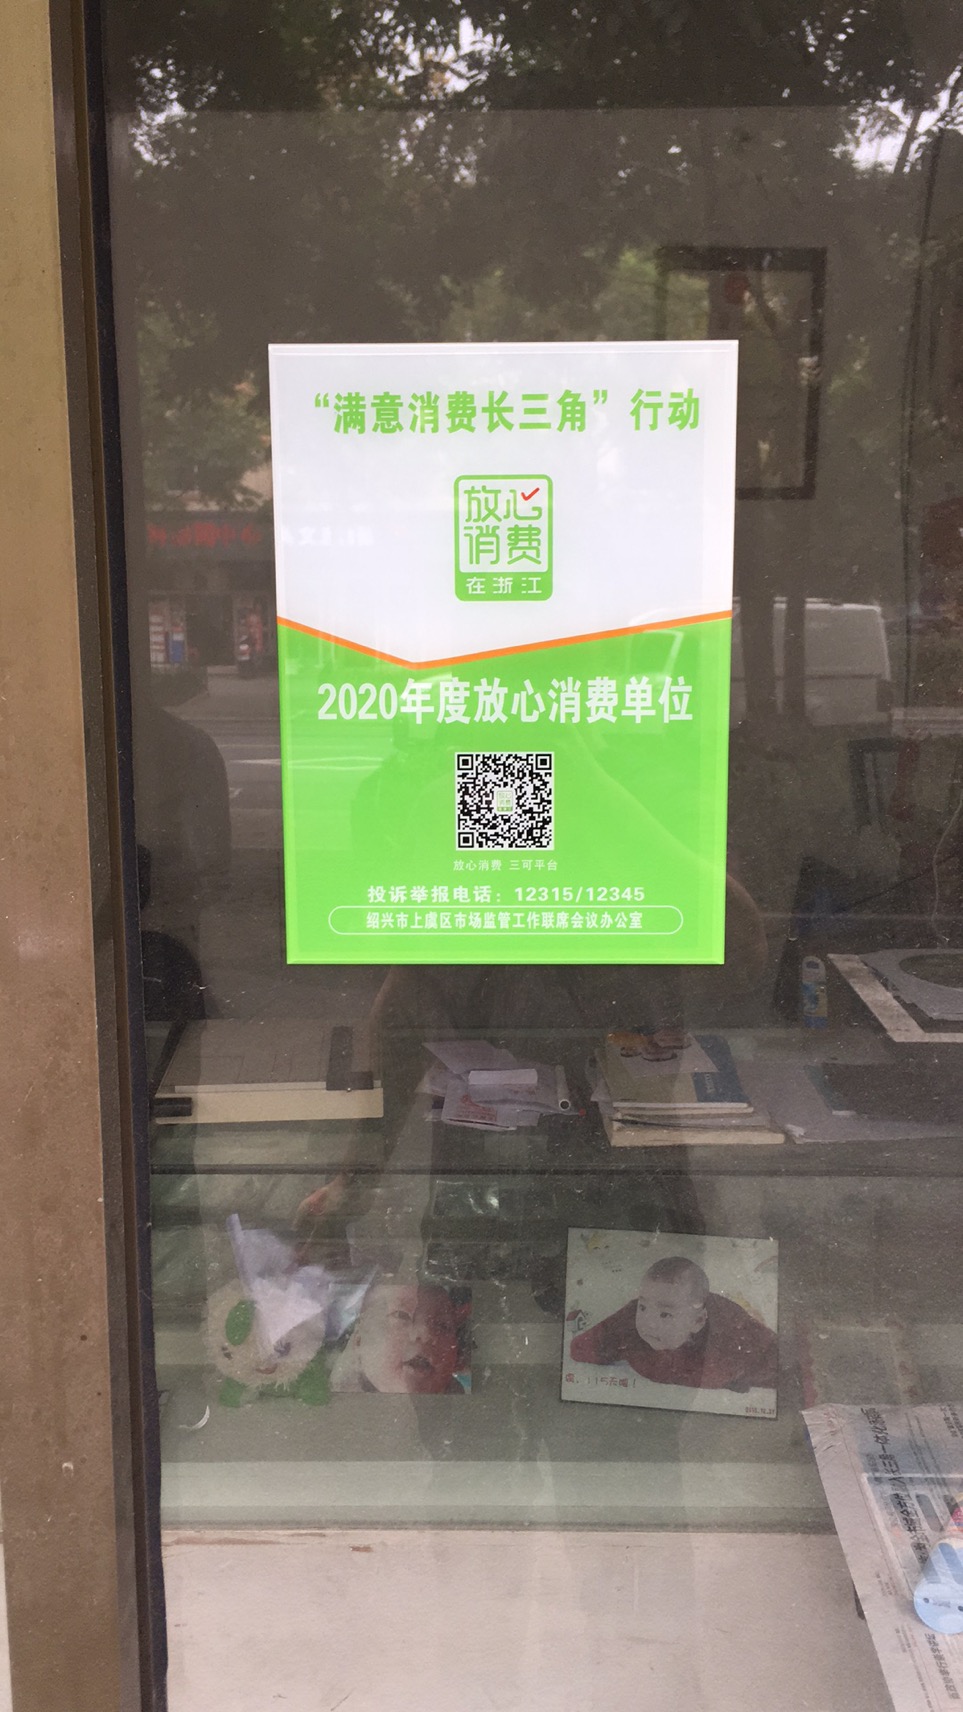 “满意消费长三角”行动
放心
消费
在浙江
2020年度放心消费单位
放心消费 三可平台
投诉举报电话：12315/12345
绍兴市上虞区市场监管工作联席会议办公室